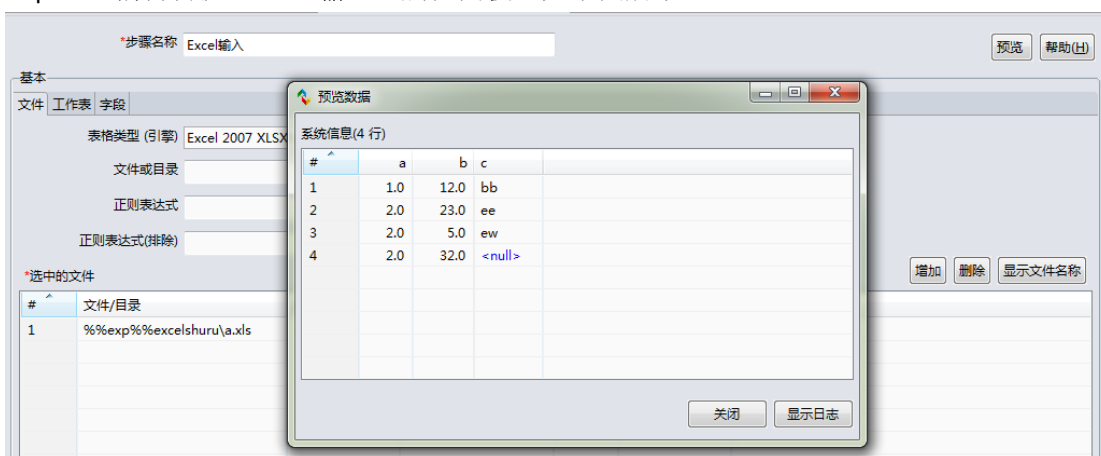 *步骤名称 Excel输入 预览 帮助(H)
基本
文件 工作表 字段
表格类型 (引擎) Excel 2007 XLSX
文件或目录
正则表达式
正则表达式(排除)
*选中的文件 增加 删除 显示文件名称
# 文件/目录
1 %%exp%%excelshuru\a.xls
预览数据
系统信息(4 行)
# a b c
1 1.0 12.0 bb
2 2.0 23.0 ee
3 2.0 5.0 ew
4 2.0 32.0 <null>
关闭 显示日志